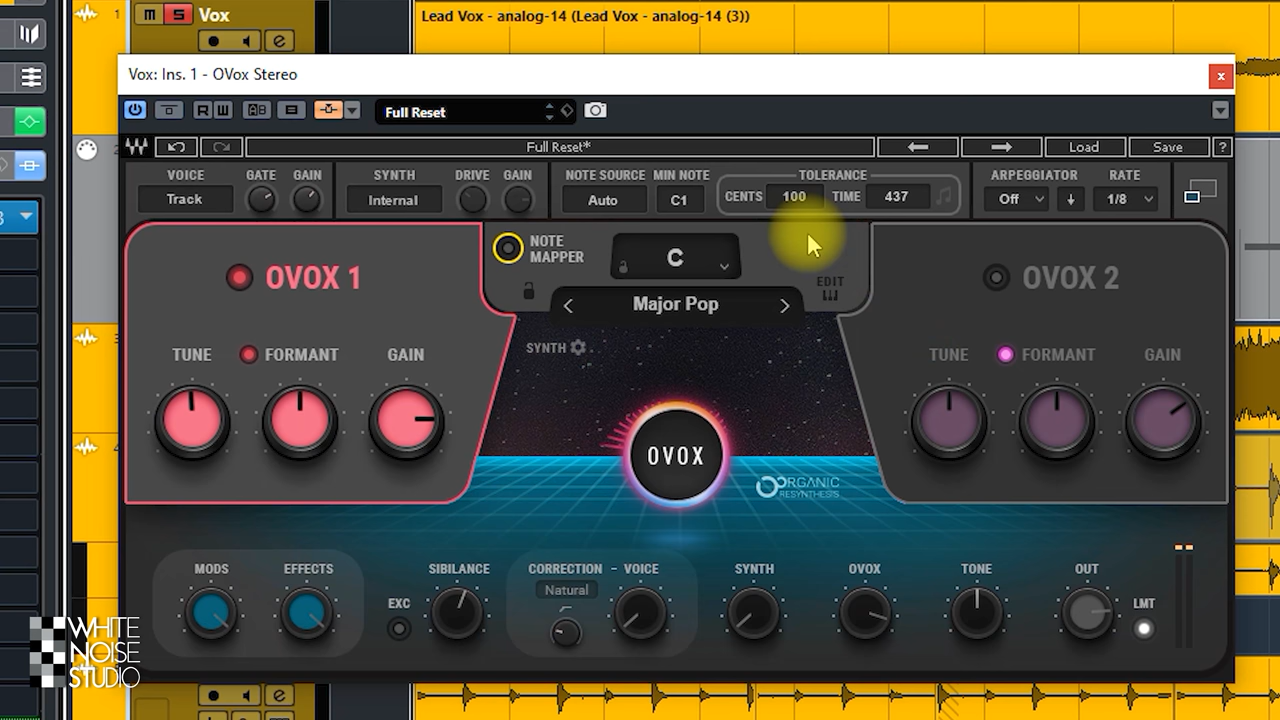 1
M S Vox
Lead Vox - analog-14 (Lead Vox - analog-14 (3))
e
Vox: Ins. 1 - OVox Stereo
x
R W
Full Reset
Full Reset*
Load
Save
?
VOICE
Track
GATE
GAIN
SYNTH
Internal
DRIVE
GAIN
NOTE SOURCE
Auto
MIN NOTE
C1
TOLERANCE
CENTS 100 TIME 437
ARPEGGIATOR
Off
RATE
1/8
OVOX 1
NOTE
MAPPER
C
EDIT
Major Pop
OVOX 2
SYNTH
TUNE
FORMANT
GAIN
TUNE
FORMANT
GAIN
OVOX
ORGANIC
RESYNTHESIS
MODS
EFFECTS
EXC
SIBILANCE
CORRECTION - VOICE
Natural
SYNTH
OVOX
TONE
OUT
LMT
WHITE
NOISE
STUDIO
e